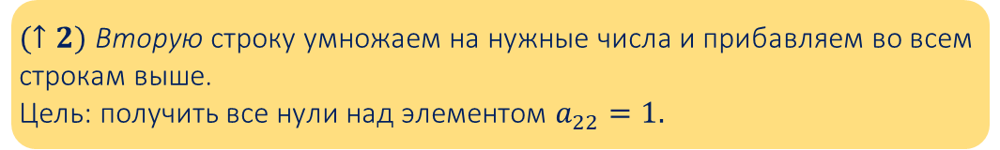 (↑ 2) Вторую строку умножаем на нужные числа и прибавляем во всем
строкам выше.
Цель: получить все нули над элементом a₂₂ = 1.